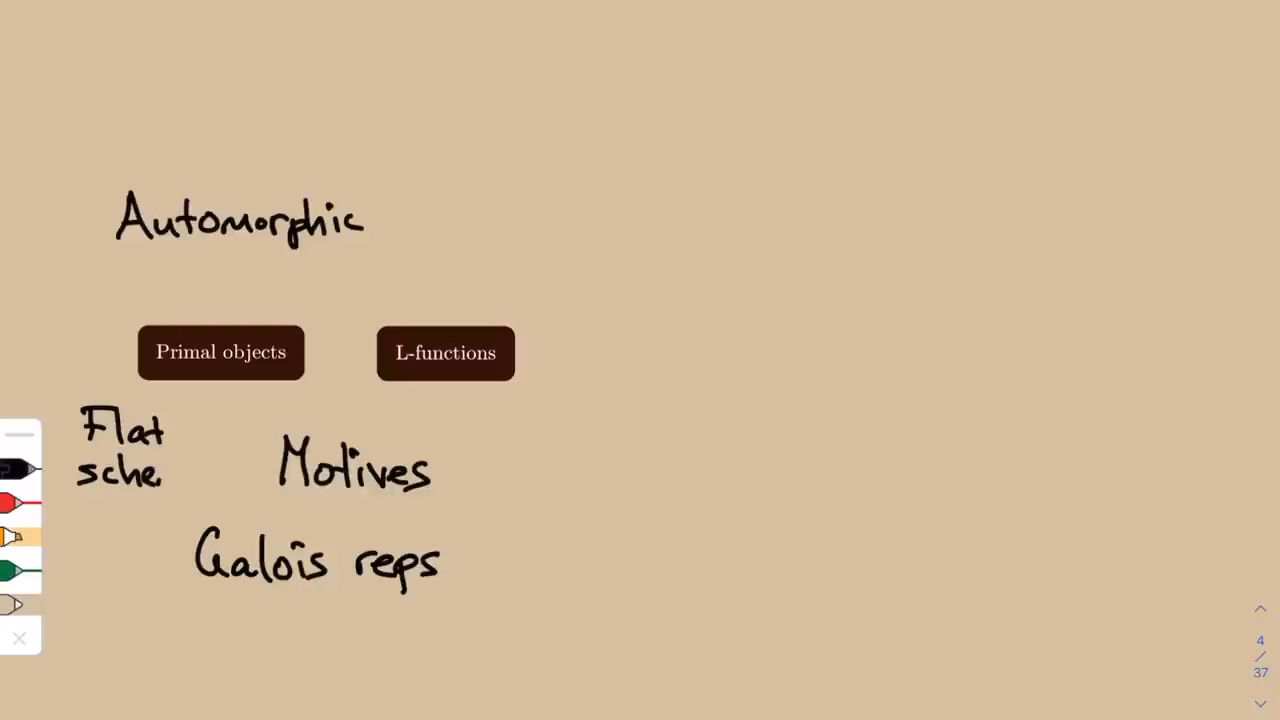 Automorphic
Primal objects
L-functions
Flat
sche.
Motives
Galois reps
4
/
37